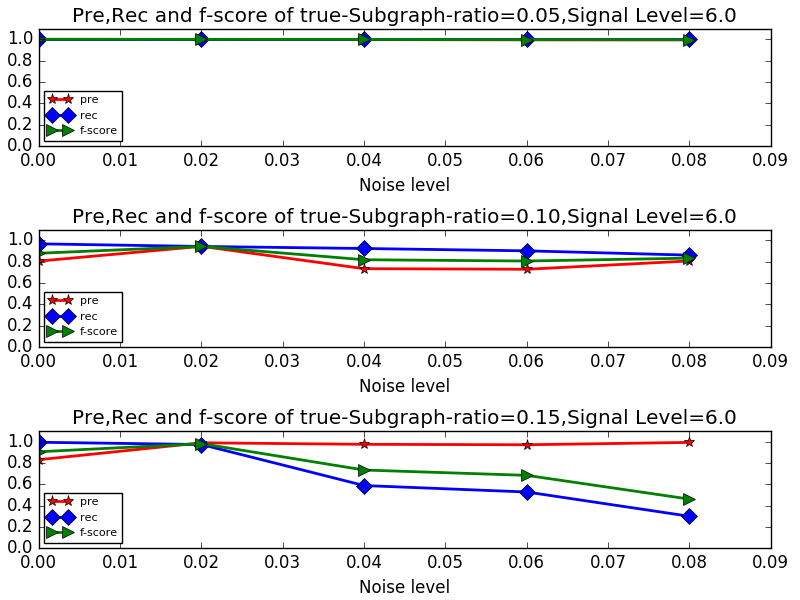 Pre,Rec and f-score of true-Subgraph-ratio=0.05,Signal Level=6.0
1.0
0.8
0.6
0.4
0.2
0.0
pre
rec
f-score
0.00 0.01 0.02 0.03 0.04 0.05 0.06 0.07 0.08 0.09
Noise level
Pre,Rec and f-score of true-Subgraph-ratio=0.10,Signal Level=6.0
1.0
0.8
0.6
0.4
0.2
0.0
pre
rec
f-score
0.00 0.01 0.02 0.03 0.04 0.05 0.06 0.07 0.08 0.09
Noise level
Pre,Rec and f-score of true-Subgraph-ratio=0.15,Signal Level=6.0
1.0
0.8
0.6
0.4
0.2
0.0
pre
rec
f-score
0.00 0.01 0.02 0.03 0.04 0.05 0.06 0.07 0.08 0.09
Noise level